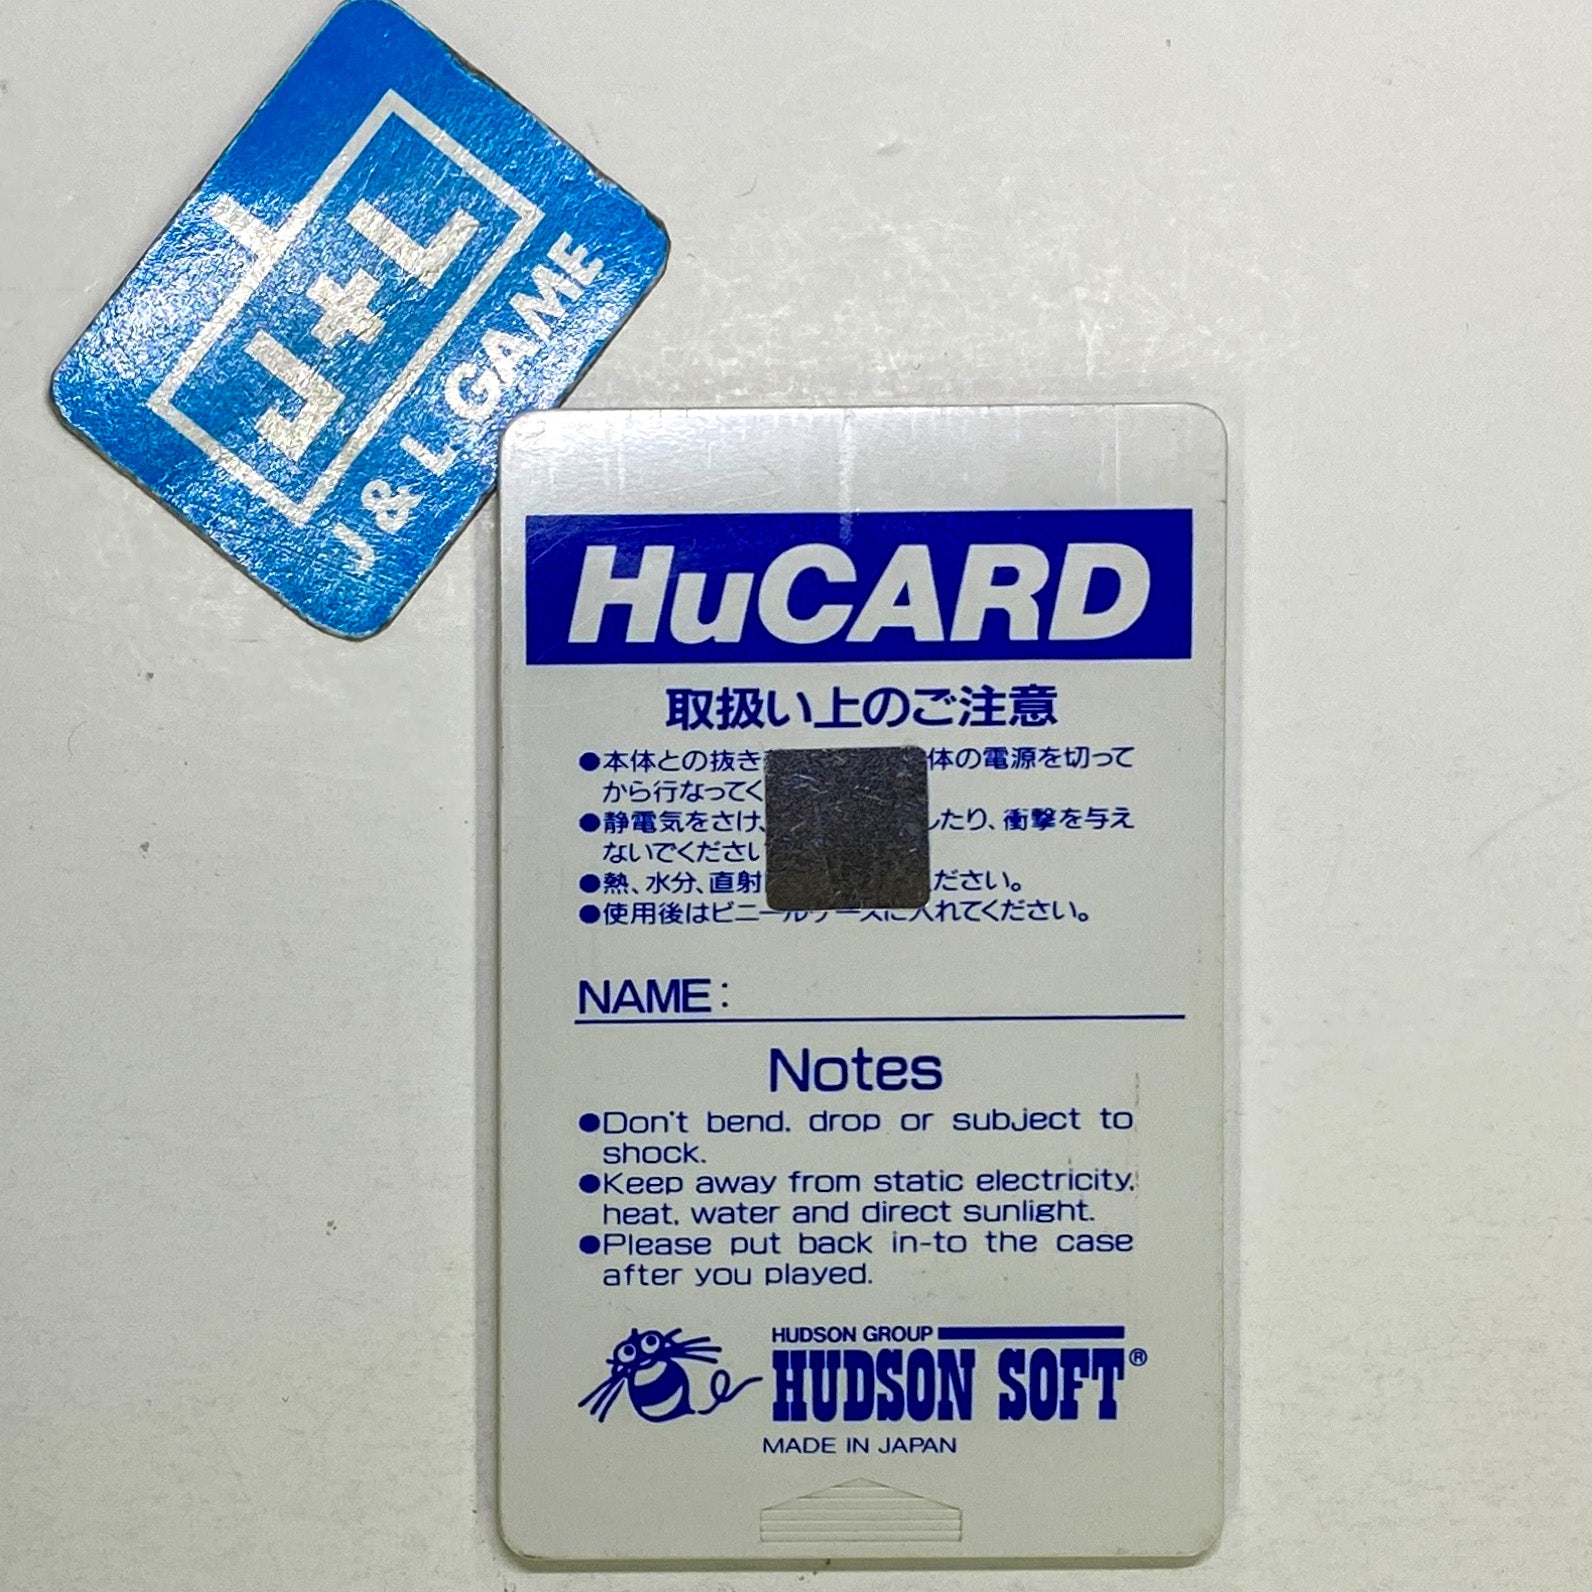 J+L
J & L GAME
HuCARD
取扱い上のご注意
●本体との抜き 体の電源を切って
から行なってく
●静電気をさけ、 したり、衝撃を与え
ないでください
●熱、水分、直射 ださい。
●使用後はビニールケースに入れてください。
NAME:
Notes
●Don't bend, drop or subject to
shock.
●Keep away from static electricity,
heat, water and direct sunlight.
●Please put back in-to the case
after you played.
HUDSON GROUP
HUDSON SOFT®
MADE IN JAPAN